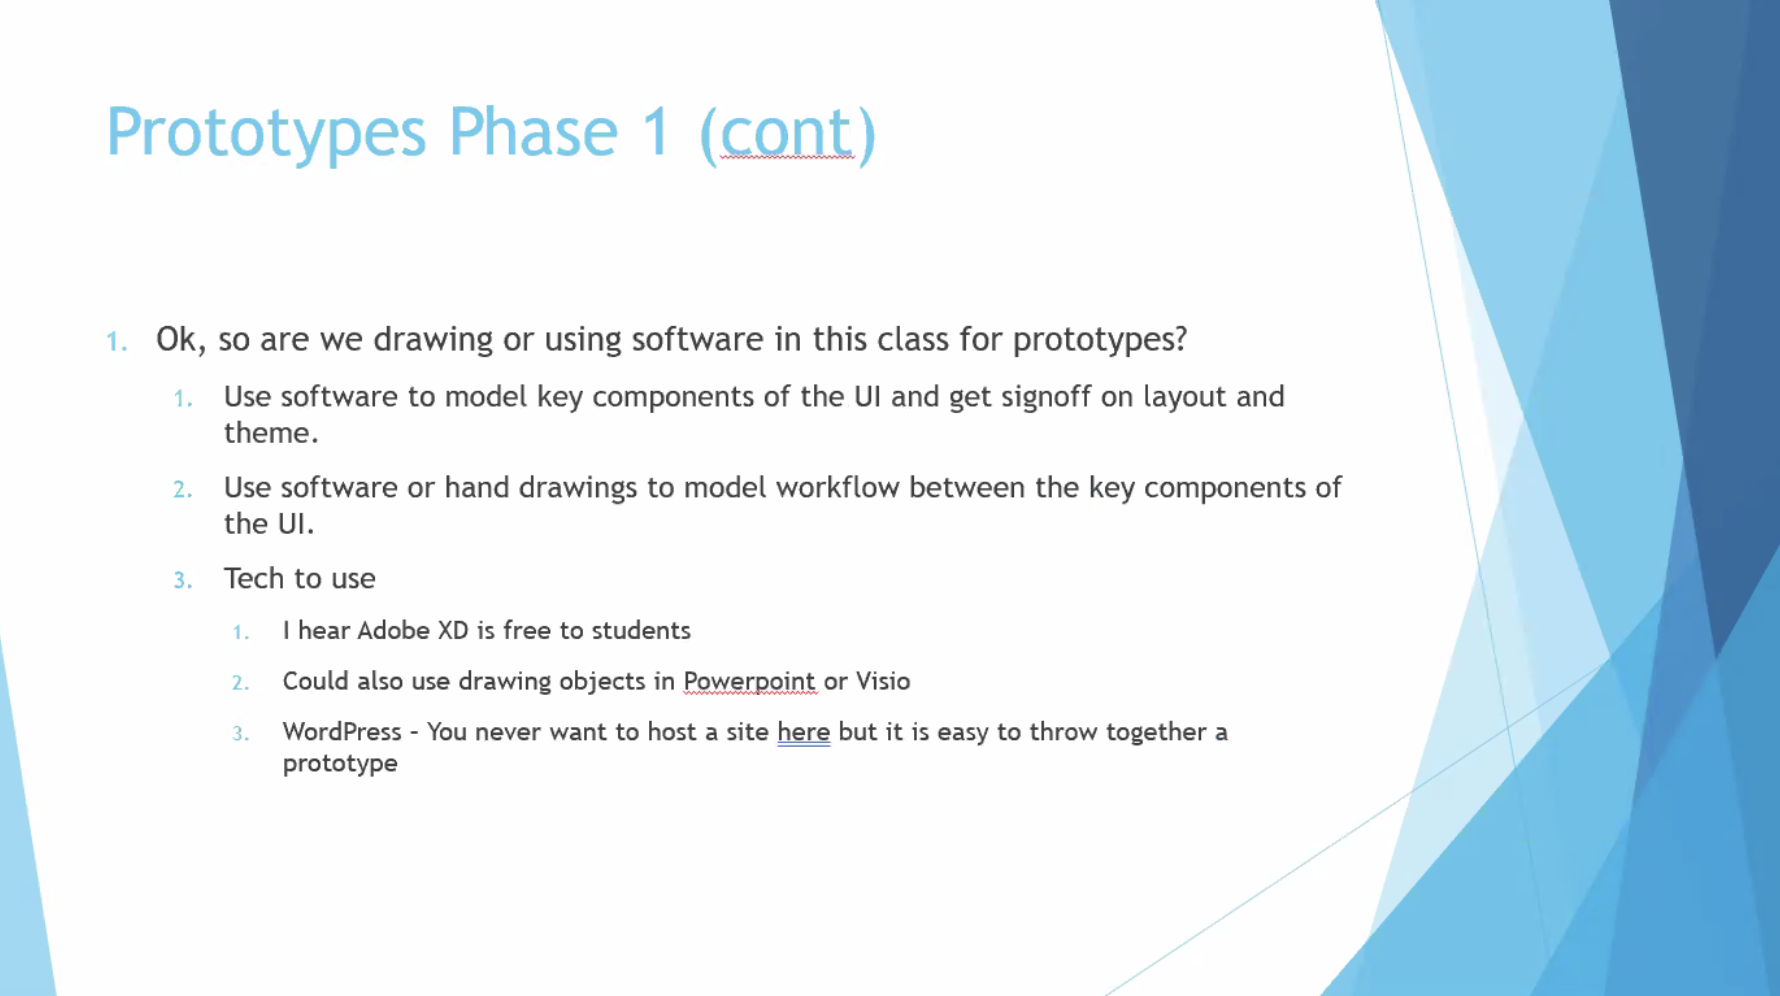 Prototypes Phase 1 (cont)
1. Ok, so are we drawing or using software in this class for prototypes?
1. Use software to model key components of the UI and get signoff on layout and
theme.
2. Use software or hand drawings to model workflow between the key components of
the UI.
3. Tech to use
1. I hear Adobe XD is free to students
2. Could also use drawing objects in Powerpoint or Visio
3. WordPress – You never want to host a site here but it is easy to throw together a
prototype